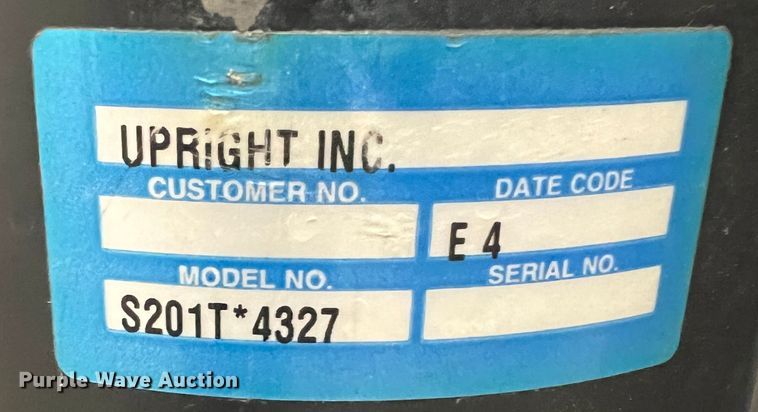 UPRIGHT INC.
CUSTOMER NO.
DATE CODE
E 4
MODEL NO.
SERIAL NO.
S201T*4327
Purple Wave Auction